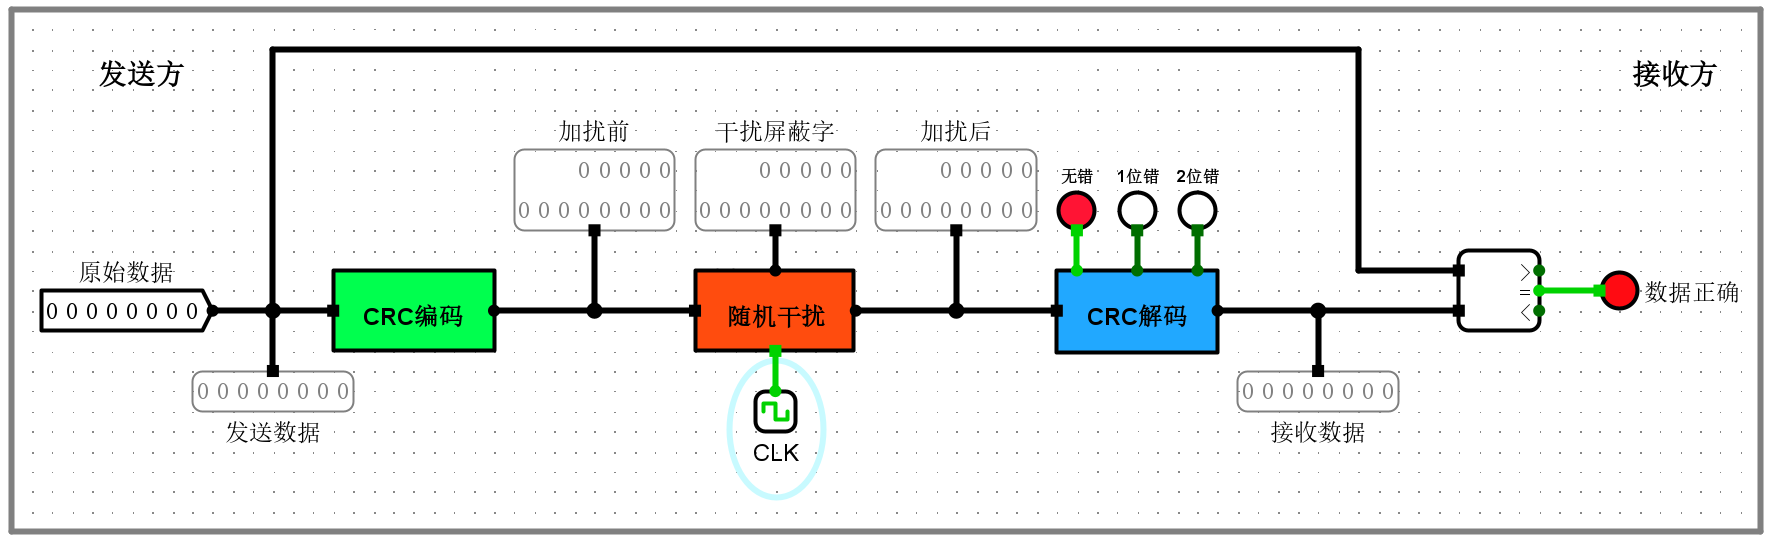 发送方
接收方
加扰前
干扰屏蔽字
加扰后
0 0 0 0 0
0 0 0 0 0 0 0 0
0 0 0 0 0
0 0 0 0 0 0 0 0
0 0 0 0 0
0 0 0 0 0 0 0 0
无错
1位错
2位错
原始数据
0 0 0 0 0 0 0 0
CRC编码
随机干扰
CRC解码
>
=
<
数据正确
0 0 0 0 0 0 0 0
发送数据
CLK
0 0 0 0 0 0 0 0
接收数据